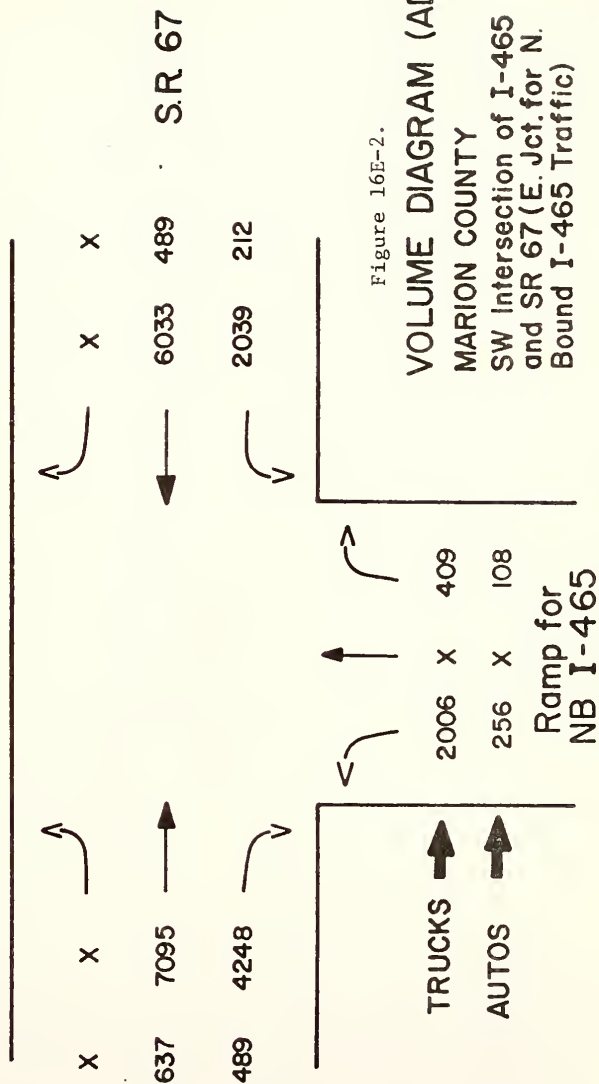 X X X X
637 7095 6033 489 S.R. 67
489 4248 2039 212
TRUCKS 2006 X 409
AUTOS 256 X 108
Ramp for
NB I-465
Figure 16E-2.
VOLUME DIAGRAM
MARION COUNTY
SW Intersection of I-465
and SR 67 (E. Jct. for N.
Bound I-465 Traffic)